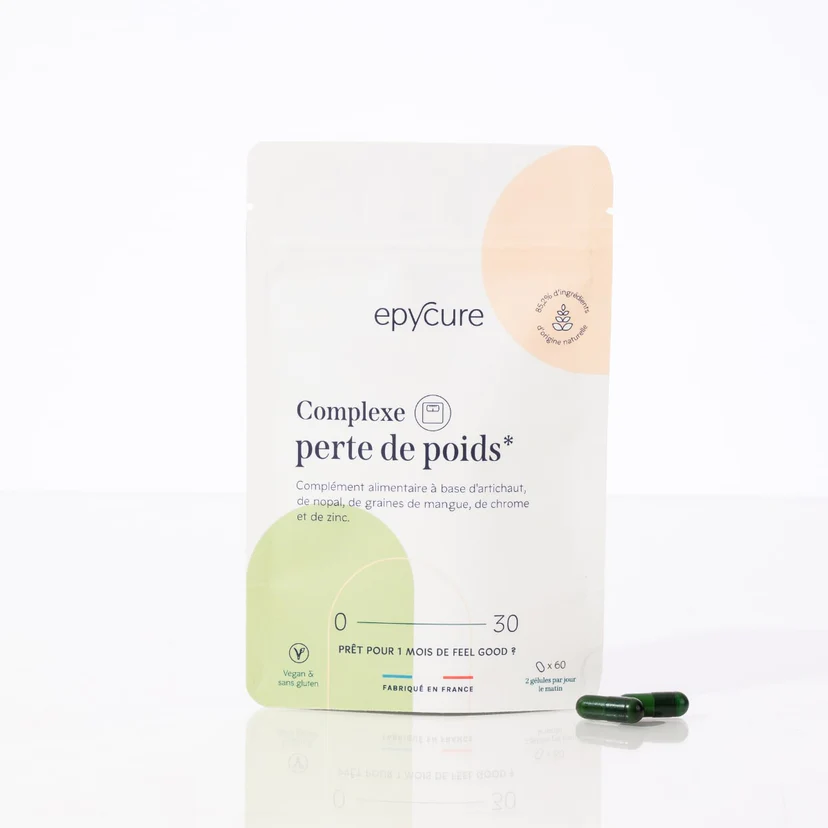 epycure
85,2% d'ingrédients
d'origine naturelle
Complexe
perte de poids*
Complément alimentaire à base d'artichaut,
de nopal, de graines de mangue, de chrome
et de zinc.
0 30
PRÊT POUR 1 MOIS DE FEEL GOOD ?
V
Vegan &
sans gluten
FABRIQUÉ EN FRANCE
x 60
2 gélules par jour
le matin